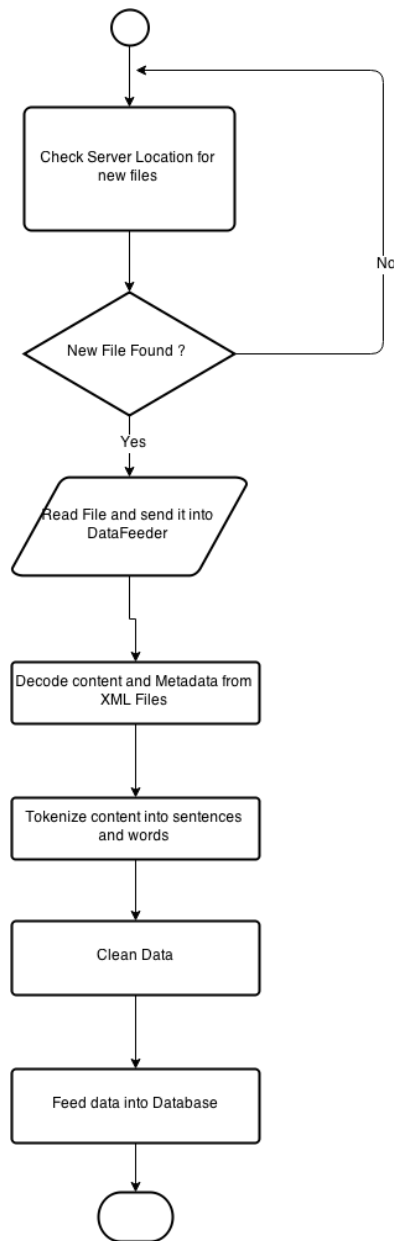 Check Server Location for
new files
No
New File Found ?
Yes
Read File and send it into
DataFeeder
Decode content and Metadata from
XML Files
Tokenize content into sentences
and words
Clean Data
Feed data into Database